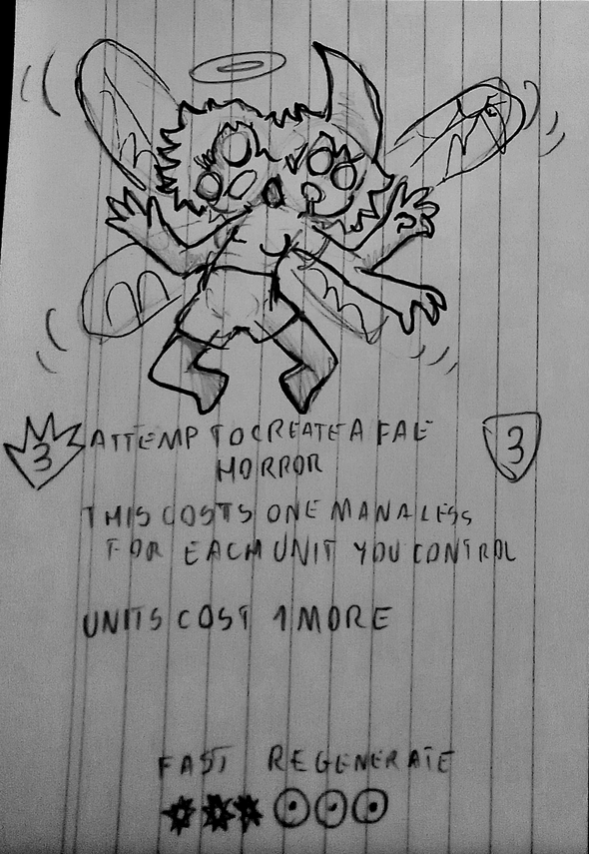 3 ATTEMP TO CREATE A FAE 3
HORROR
THIS COSTS ONE MANA LESS
FOR EACH UNIT YOU CONTROL
UNITS COST 1 MORE
FAST REGENERATE